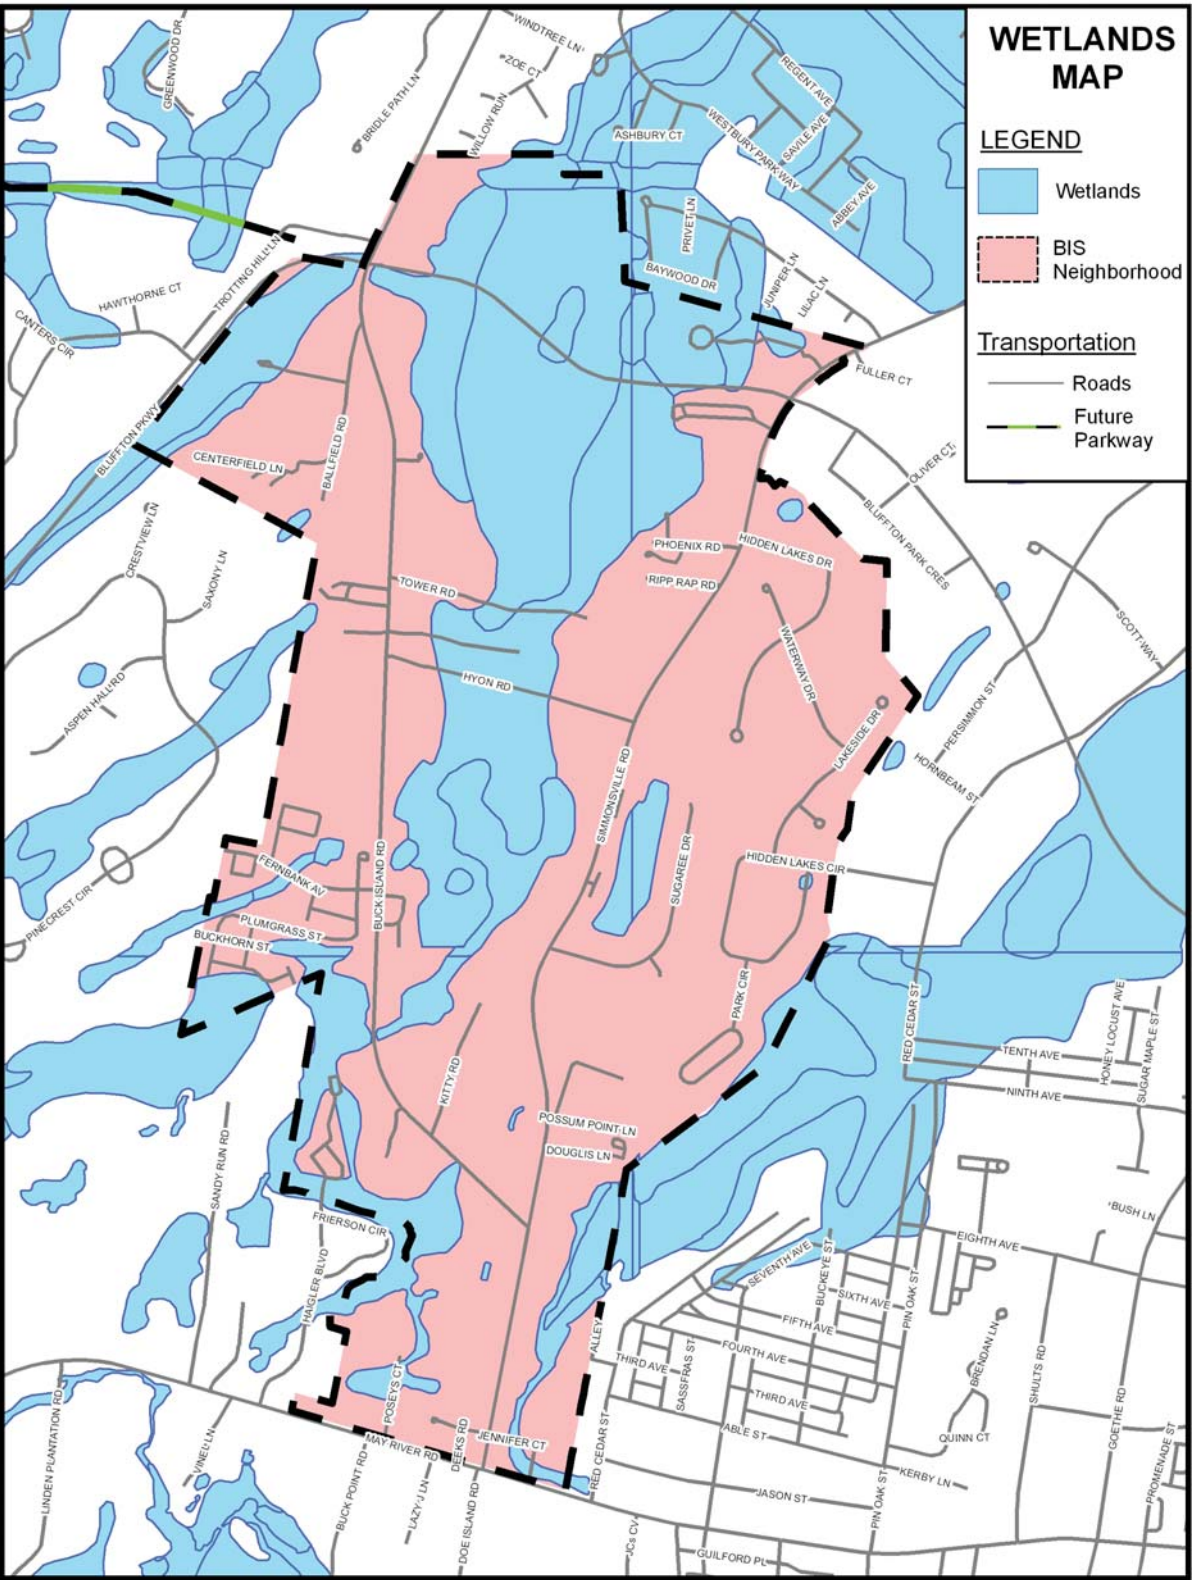 WETLANDS
MAP
LEGEND
Wetlands
BIS
Neighborhood
Transportation
Roads
Future
Parkway
WINDTREE LN
GREENWOOD DR
ZOE CT
BRIDLE PATH LN
WILLOW RUN
REGENT AVE
ASHBURY CT
WESTBURY PARK WAY
SAVILE AVE
ABBEY AVE
PRIVET LN
TROTTING HILL LN
BAYWOOD DR
JUNIPER LN
LILAC LN
HAWTHORNE CT
CANTERS CIR
FULLER CT
BLUFFTON PKWY
BALLFIELD RD
CENTERFIELD LN
OLIVER CT
CRESTVIEW LN
BLUFFTON PARK CRES
PHOENIX RD
HIDDEN LAKES DR
SAXONY LN
RIPP RAP RD
TOWER RD
SCOTT WAY
WATERWAY DR
HYON RD
ASPEN HALL RD
PERSIMMON ST
LAKESIDE DR
HORNBEAM ST
SIMMONSVILLE RD
SUGAREE DR
HIDDEN LAKES CIR
FERNBANK AV
BUCK ISLAND RD
PINECREST CIR
PLUMGRASS ST
BUCKHORN ST
PARK CIR
RED CEDAR ST
HONEY LOCUST AVE
SUGAR MAPLE ST
TENTH AVE
NINTH AVE
KITTY RD
POSSUM POINT LN
DOUGLIS LN
SANDY RUN RD
FRIERSON CIR
BUSH LN
EIGHTH AVE
SEVENTH AVE
BUCKEYE ST
HAIGLER BLVD
SIXTH AVE
PIN OAK ST
FIFTH AVE
ALLEY
FOURTH AVE
BRENDAN LN
THIRD AVE
SASSFRAS ST
SHULTS RD
LINDEN PLANTATION RD
POSEYS CT
THIRD AVE
GOETHE RD
ABLE ST
QUINN CT
VINEL LN
MAY RIVER RD
DEEKS RD
JENNIFER CT
RED CEDAR ST
KERBY LN
PROMENADE ST
BUCK POINT RD
LAZY J LN
DOE ISLAND RD
JASON ST
PIN OAK ST
JCs CV
GUILFORD PL